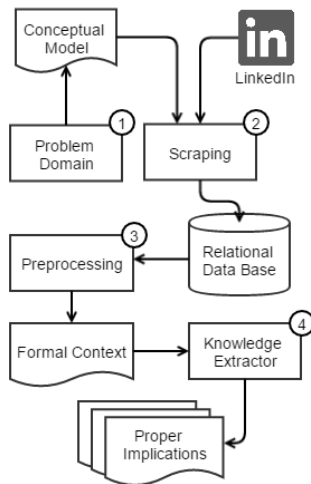 Conceptual
Model
in
LinkedIn
1
Problem
Domain
2
Scraping
3
Preprocessing
Relational
Data Base
Formal Context
4
Knowledge
Extractor
Proper
Implications